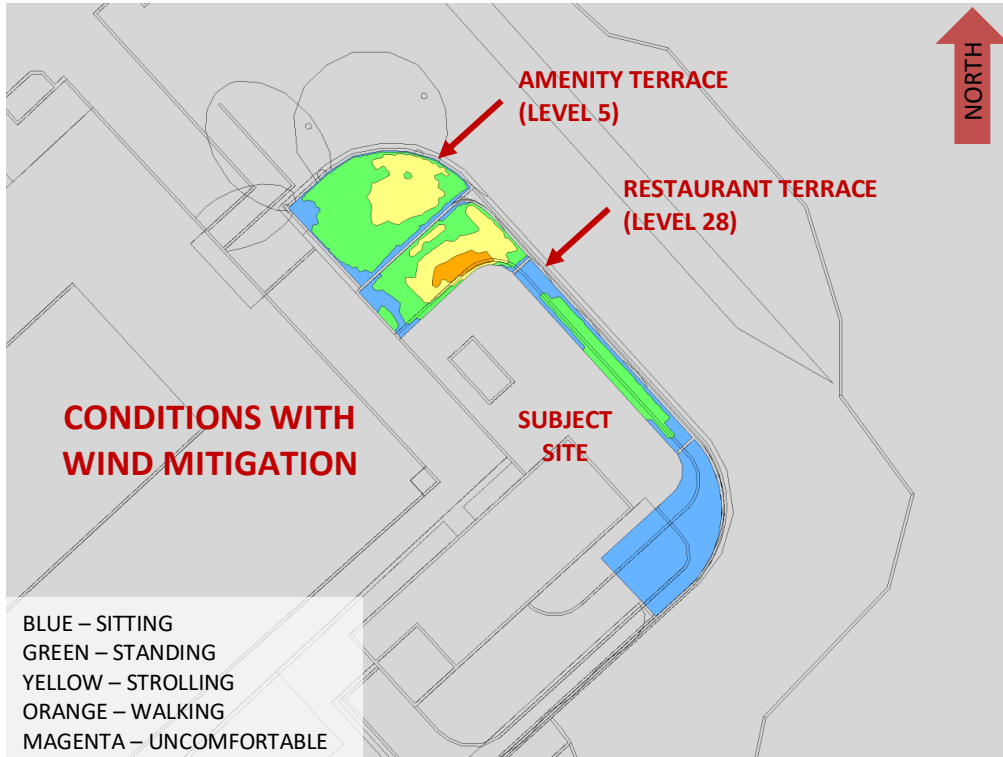 NORTH
AMENITY TERRACE
(LEVEL 5)
RESTAURANT TERRACE
(LEVEL 28)
CONDITIONS WITH
WIND MITIGATION
SUBJECT
SITE
BLUE – SITTING
GREEN – STANDING
YELLOW – STROLLING
ORANGE – WALKING
MAGENTA – UNCOMFORTABLE